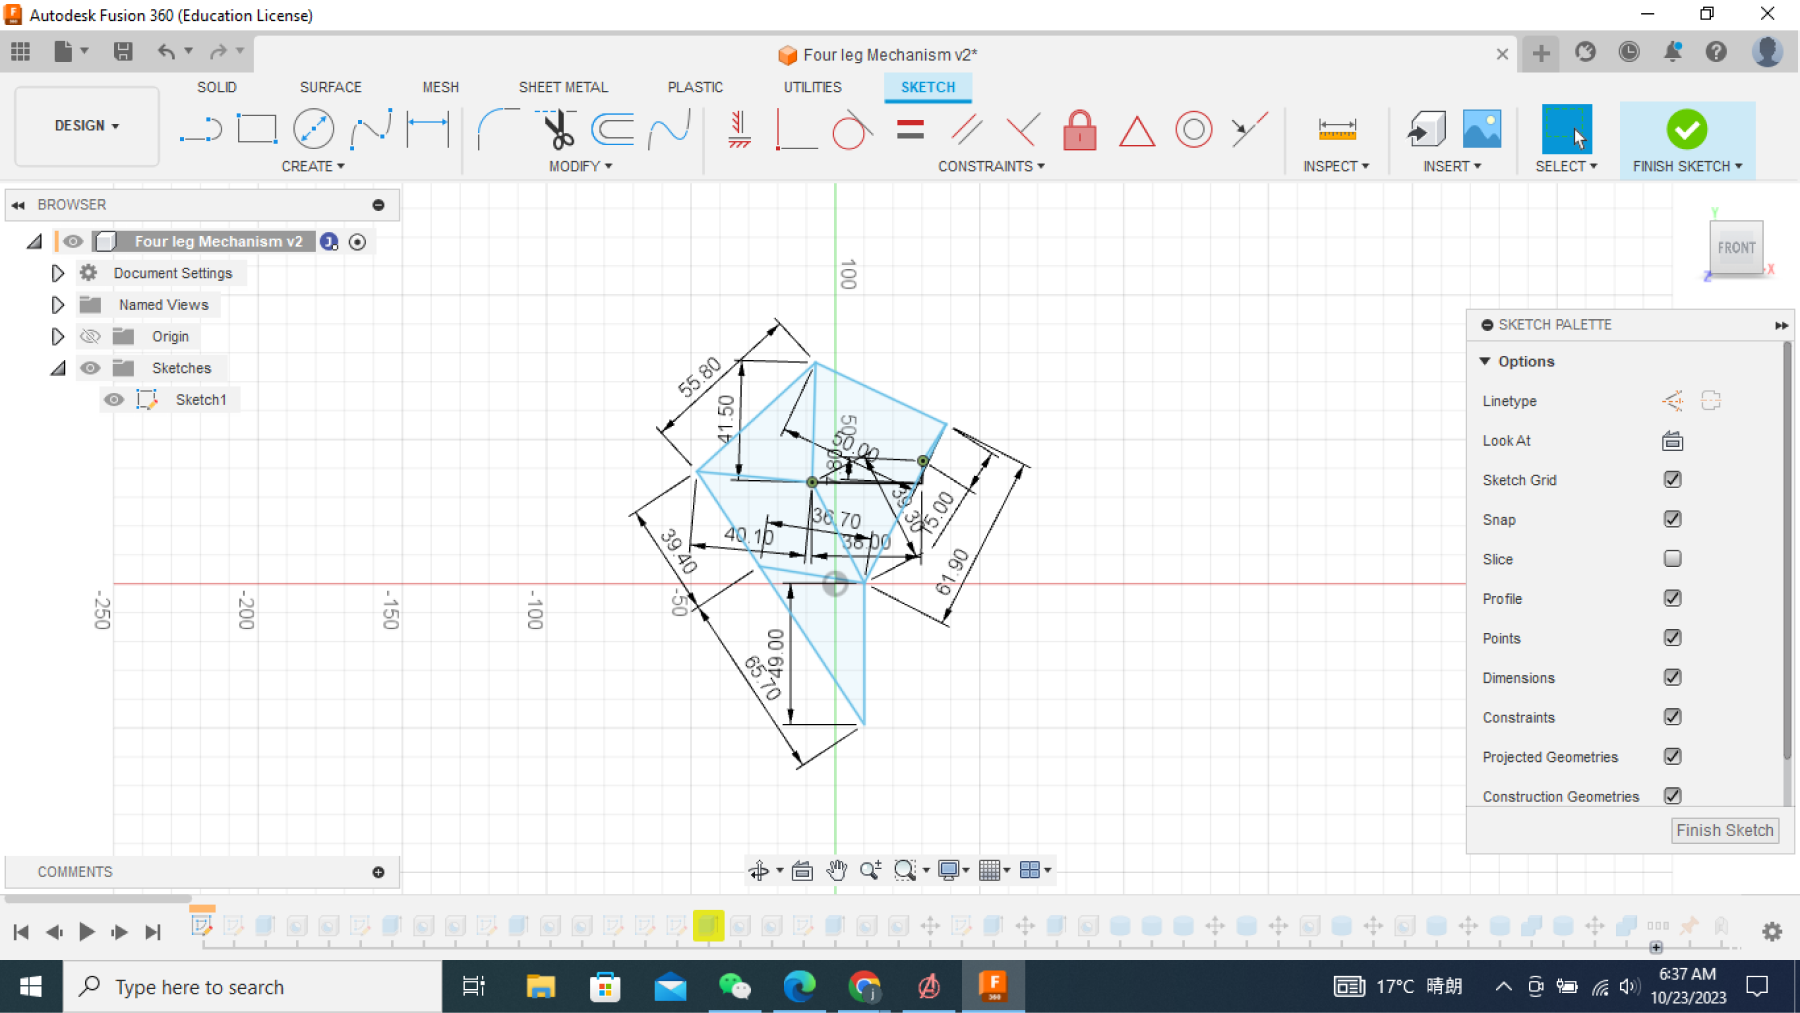 Autodesk Fusion 360 (Education License)
Four leg Mechanism v2*
SOLID SURFACE MESH SHEET METAL PLASTIC UTILITIES SKETCH
DESIGN
CREATE MODIFY CONSTRAINTS INSPECT INSERT SELECT FINISH SKETCH
BROWSER
Four leg Mechanism v2
Document Settings
Named Views
Origin
Sketches
Sketch1
COMMENTS
100
50
-250 -200 -150 -100 -50
55.80
41.50
50.00
39.30
15.00
36.70
40.10
38.00
39.40
61.90
49.00
65.70
Y
FRONT
X
Z
SKETCH PALETTE
Options
Linetype
Look At
Sketch Grid
Snap
Slice
Profile
Points
Dimensions
Constraints
Projected Geometries
Construction Geometries
Finish Sketch
Type here to search
17°C 晴朗
6:37 AM
10/23/2023